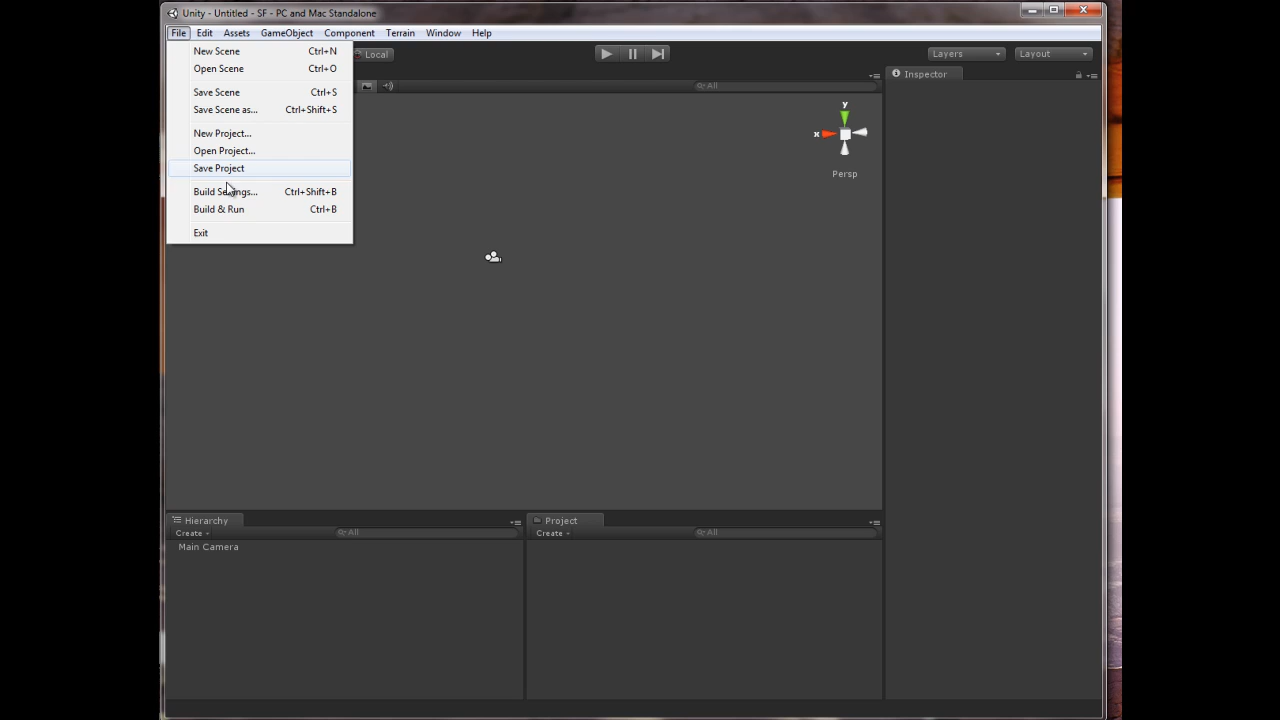 Unity - Untitled - SF - PC and Mac Standalone
File Edit Assets GameObject Component Terrain Window Help
New Scene Ctrl+N
Open Scene Ctrl+O
Save Scene Ctrl+S
Save Scene as... Ctrl+Shift+S
New Project...
Open Project...
Save Project
Build Settings... Ctrl+Shift+B
Build & Run Ctrl+B
Exit
Local
Layers
Layout
All
Inspector
y
x
Persp
Hierarchy
Create
All
Main Camera
Project
Create
All